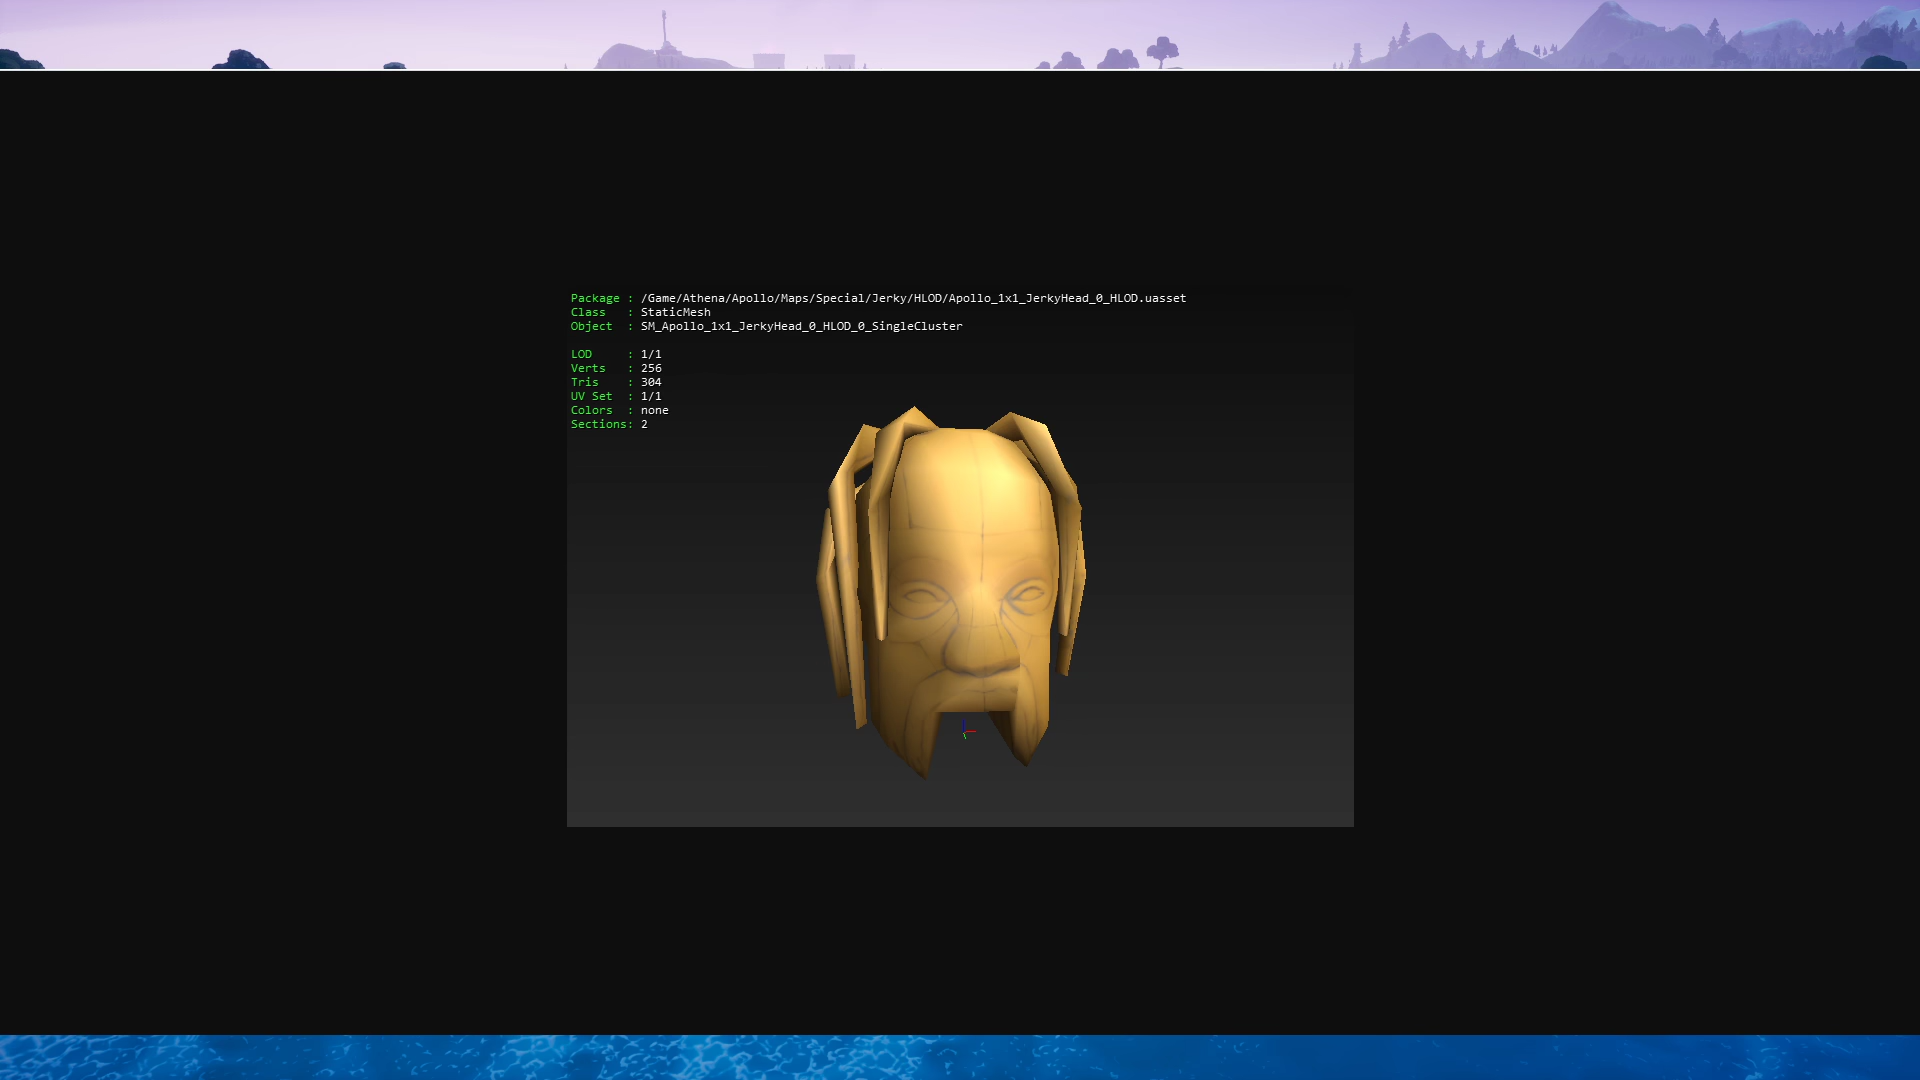 Package : /Game/Athena/Apollo/Maps/Special/Jerky/HLOD/Apollo_1x1_JerkyHead_0_HLOD.uasset
Class : StaticMesh
Object : SM_Apollo_1x1_JerkyHead_0_HLOD_0_SingleCluster
LOD : 1/1
Verts : 256
Tris : 304
UV Set : 1/1
Colors : none
Sections: 2